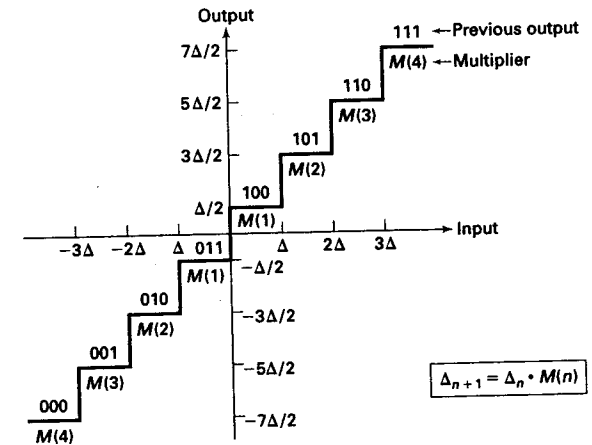 Output
111 ←Previous output
7Δ/2
M(4) ←Multiplier
110
5Δ/2
M(3)
101
3Δ/2
M(2)
100
Δ/2
M(1)
Input
−3Δ −2Δ Δ 011 Δ 2Δ 3Δ
M(1)
−Δ/2
010
M(2)
−3Δ/2
001
M(3)
−5Δ/2
Δn + 1 = Δn • M(n)
000
−7Δ/2
M(4)